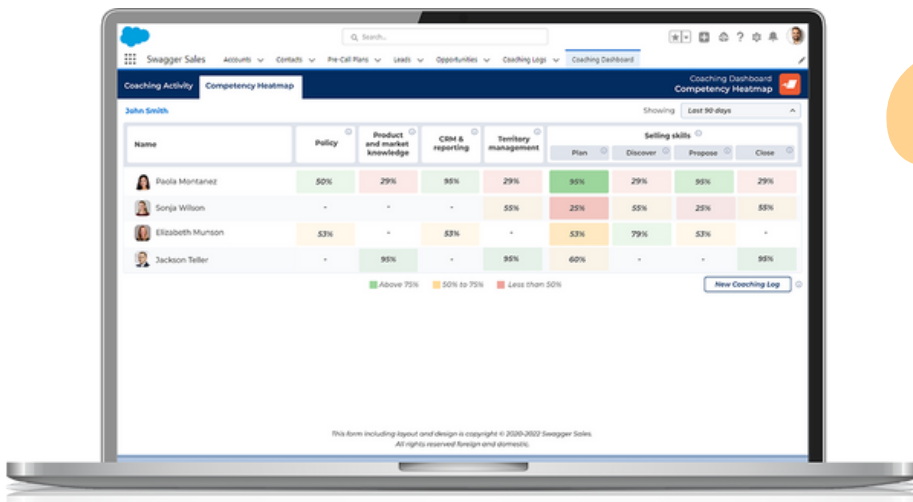 Search...
Swagger Sales Accounts Contacts Pre-Call Plans Leads Opportunities Coaching Logs Coaching Dashboard
Coaching Activity Competency Heatmap
Coaching Dashboard
Competency Heatmap
John Smith Showing Last 90 days
Name Policy Product and market knowledge CRM & reporting Territory management Selling skills
Plan Discover Propose Close
Paola Montanez 50% 29% 95% 29% 95% 29% 95% 29%
Sonja Wilson - - - 55% 25% 55% 25% 55%
Elizabeth Munson 53% - 53% - 53% 79% 53% -
Jackson Teller - 95% - 95% 60% - - 95%
Above 75% 50% to 75% Less than 50%
New Coaching Log
This form including layout and design is copyright © 2020-2022 Swagger Sales.
All rights reserved foreign and domestic.